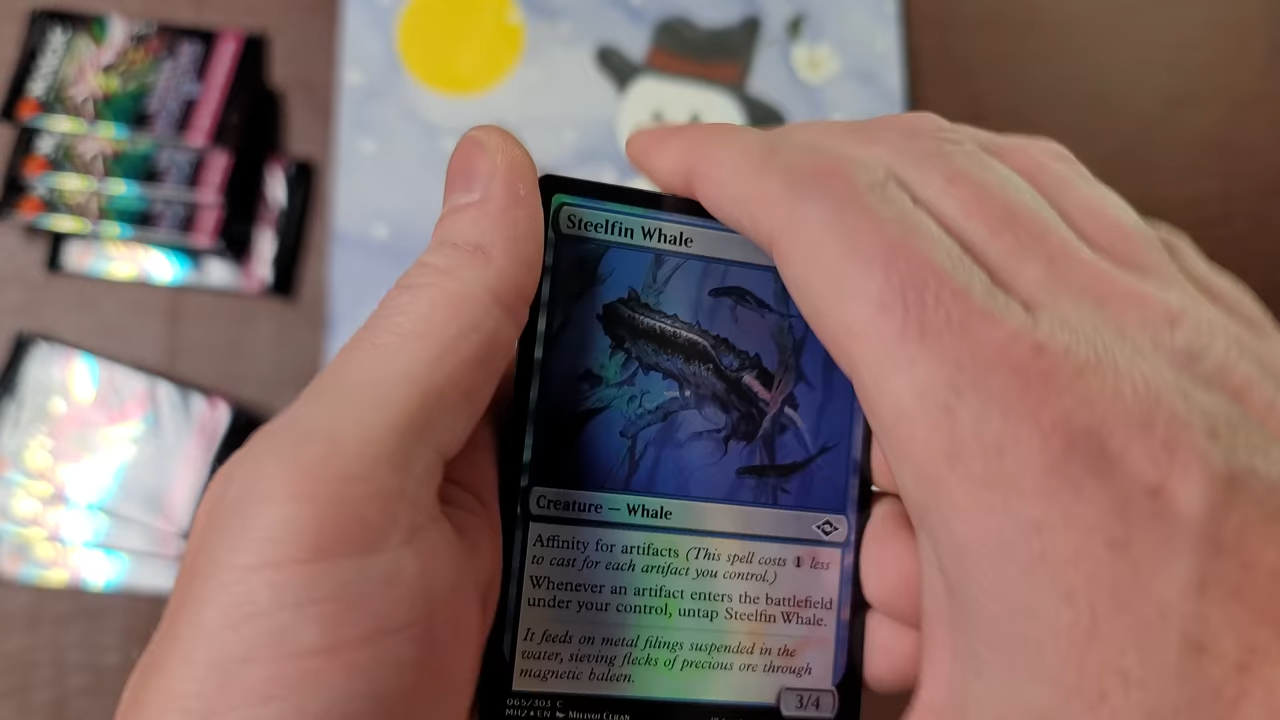 Steelfin Whale
Creature — Whale
Affinity for artifacts (This spell costs 1 less
to cast for each artifact you control.)
Whenever an artifact enters the battlefield
under your control, untap Steelfin Whale.
It feeds on metal filings suspended in the
water, sieving flecks of precious ore through
magnetic baleen.
3/4
065/303 C
MH2 ★ EN Milivoj Ćeran